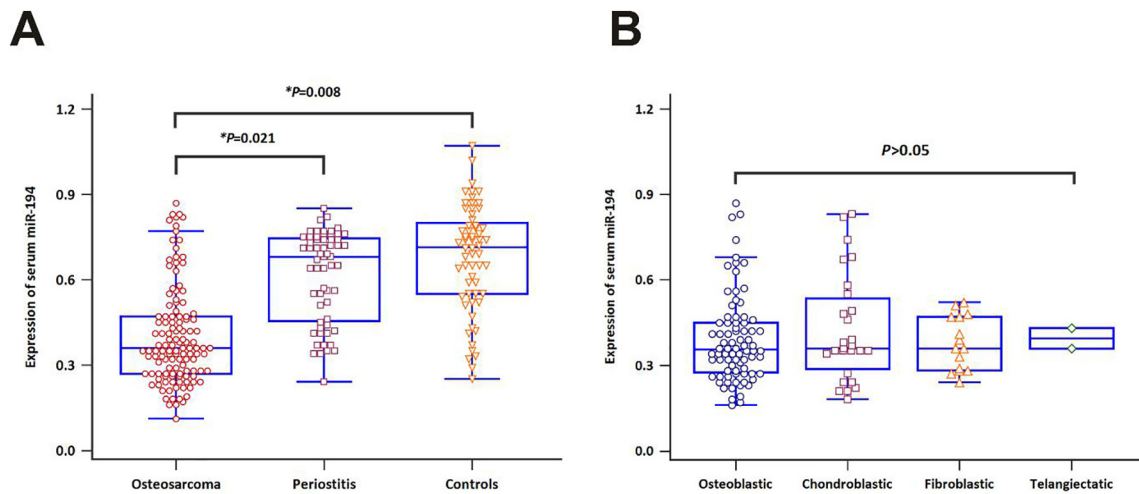 A
B
*P=0.008
*P=0.021
Expression of serum miR-194
1.2
0.9
0.6
0.3
0.0
Osteosarcoma
Periostitis
Controls
P>0.05
Expression of serum miR-194
1.2
0.9
0.6
0.3
0.0
Osteoblastic
Chondroblastic
Fibroblastic
Telangiectatic